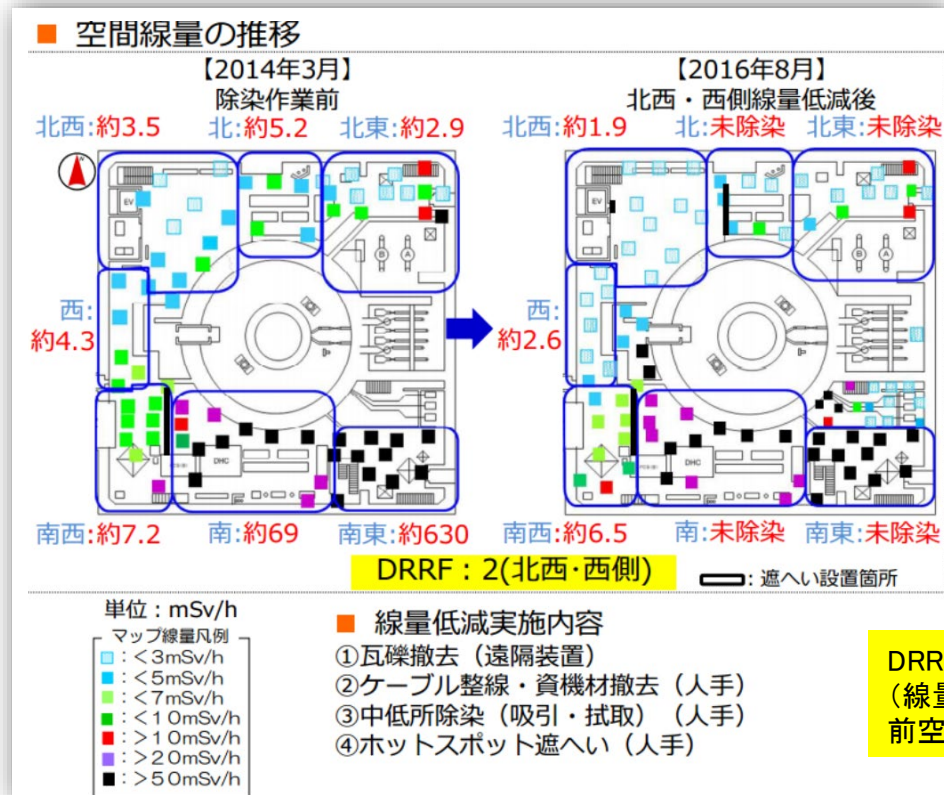 ■ 空間線量の推移
【2014年3月】
除染作業前
北西:約3.5 北:約5.2 北東:約2.9
西:
約4.3
南西:約7.2 南:約69 南東:約630
EV
B A
DHC
【2016年8月】
北西・西側線量低減後
北西:約1.9 北:未除染 北東:未除染
西:
約2.6
南西:約6.5 南:未除染 南東:未除染
EV
B A
DHC
DRRF：2(北西･西側)
：遮へい設置箇所
単位：mSv/h
マップ線量凡例
■：＜3mSv/h
■：＜5mSv/h
■：＜7mSv/h
■：＜10mSv/h
■：＞10mSv/h
■：＞20mSv/h
■：＞50mSv/h
■ 線量低減実施内容
①瓦礫撤去（遠隔装置）
②ケーブル整線・資機材撤去（人手）
③中低所除染（吸引・拭取）（人手）
④ホットスポット遮へい（人手）
DRR
（線量
前空